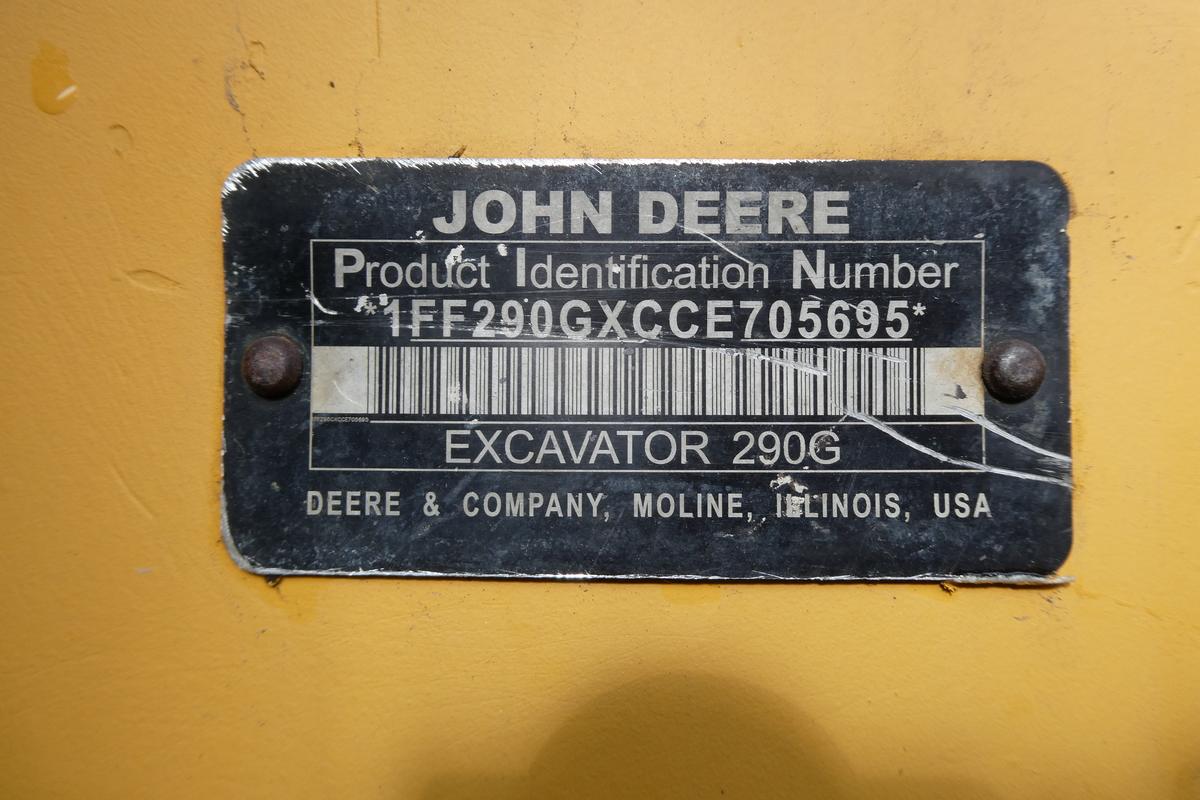 JOHN DEERE
Product Identification Number
*1FF290GXCCE705695*
EXCAVATOR 290G
DEERE & COMPANY, MOLINE, ILLINOIS, USA